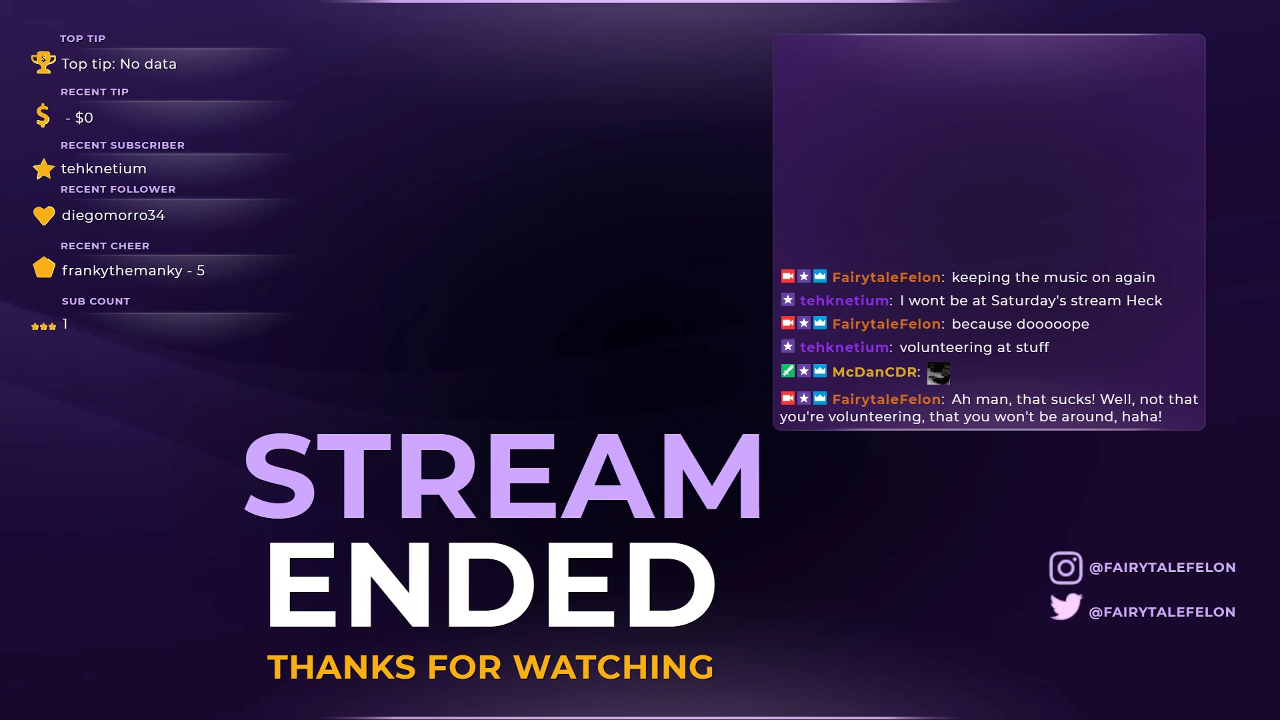 TOP TIP
Top tip: No data
RECENT TIP
- $0
RECENT SUBSCRIBER
tehknetium
RECENT FOLLOWER
diegomorro34
RECENT CHEER
frankythemanky - 5
SUB COUNT
1
FairytaleFelon: keeping the music on again
tehknetium: I wont be at Saturday's stream Heck
FairytaleFelon: because dooooope
tehknetium: volunteering at stuff
McDanCDR:
FairytaleFelon: Ah man, that sucks! Well, not that
you're volunteering, that you won't be around, haha!
STREAM
ENDED
THANKS FOR WATCHING
@FAIRYTALEFELON
@FAIRYTALEFELON